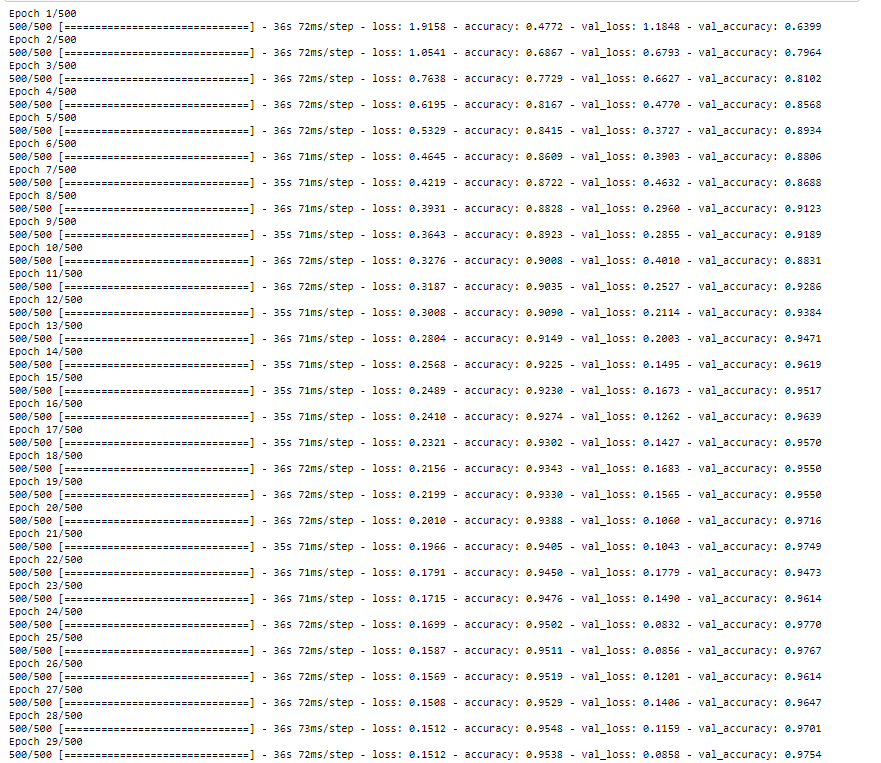 Epoch 1/500
500/500 [==============================] - 36s 72ms/step - loss: 1.9158 - accuracy: 0.4772 - val_loss: 1.1848 - val_accuracy: 0.6399
Epoch 2/500
500/500 [==============================] - 36s 72ms/step - loss: 1.0541 - accuracy: 0.6867 - val_loss: 0.6793 - val_accuracy: 0.7964
Epoch 3/500
500/500 [==============================] - 36s 72ms/step - loss: 0.7638 - accuracy: 0.7729 - val_loss: 0.6627 - val_accuracy: 0.8102
Epoch 4/500
500/500 [==============================] - 36s 72ms/step - loss: 0.6195 - accuracy: 0.8167 - val_loss: 0.4770 - val_accuracy: 0.8568
Epoch 5/500
500/500 [==============================] - 36s 72ms/step - loss: 0.5329 - accuracy: 0.8415 - val_loss: 0.3727 - val_accuracy: 0.8934
Epoch 6/500
500/500 [==============================] - 36s 71ms/step - loss: 0.4645 - accuracy: 0.8609 - val_loss: 0.3903 - val_accuracy: 0.8806
Epoch 7/500
500/500 [==============================] - 35s 71ms/step - loss: 0.4219 - accuracy: 0.8722 - val_loss: 0.4632 - val_accuracy: 0.8688
Epoch 8/500
500/500 [==============================] - 36s 71ms/step - loss: 0.3931 - accuracy: 0.8828 - val_loss: 0.2960 - val_accuracy: 0.9123
Epoch 9/500
500/500 [==============================] - 35s 71ms/step - loss: 0.3643 - accuracy: 0.8923 - val_loss: 0.2855 - val_accuracy: 0.9189
Epoch 10/500
500/500 [==============================] - 36s 72ms/step - loss: 0.3276 - accuracy: 0.9008 - val_loss: 0.4010 - val_accuracy: 0.8831
Epoch 11/500
500/500 [==============================] - 36s 72ms/step - loss: 0.3187 - accuracy: 0.9035 - val_loss: 0.2527 - val_accuracy: 0.9286
Epoch 12/500
500/500 [==============================] - 35s 71ms/step - loss: 0.3008 - accuracy: 0.9090 - val_loss: 0.2114 - val_accuracy: 0.9384
Epoch 13/500
500/500 [==============================] - 36s 71ms/step - loss: 0.2804 - accuracy: 0.9149 - val_loss: 0.2003 - val_accuracy: 0.9471
Epoch 14/500
500/500 [==============================] - 35s 71ms/step - loss: 0.2568 - accuracy: 0.9225 - val_loss: 0.1495 - val_accuracy: 0.9619
Epoch 15/500
500/500 [==============================] - 35s 71ms/step - loss: 0.2489 - accuracy: 0.9230 - val_loss: 0.1673 - val_accuracy: 0.9517
Epoch 16/500
500/500 [==============================] - 35s 71ms/step - loss: 0.2410 - accuracy: 0.9274 - val_loss: 0.1262 - val_accuracy: 0.9639
Epoch 17/500
500/500 [==============================] - 35s 71ms/step - loss: 0.2321 - accuracy: 0.9302 - val_loss: 0.1427 - val_accuracy: 0.9570
Epoch 18/500
500/500 [==============================] - 36s 72ms/step - loss: 0.2156 - accuracy: 0.9343 - val_loss: 0.1683 - val_accuracy: 0.9550
Epoch 19/500
500/500 [==============================] - 36s 72ms/step - loss: 0.2199 - accuracy: 0.9330 - val_loss: 0.1565 - val_accuracy: 0.9550
Epoch 20/500
500/500 [==============================] - 36s 72ms/step - loss: 0.2010 - accuracy: 0.9388 - val_loss: 0.1060 - val_accuracy: 0.9716
Epoch 21/500
500/500 [==============================] - 35s 71ms/step - loss: 0.1966 - accuracy: 0.9405 - val_loss: 0.1043 - val_accuracy: 0.9749
Epoch 22/500
500/500 [==============================] - 36s 71ms/step - loss: 0.1791 - accuracy: 0.9450 - val_loss: 0.1779 - val_accuracy: 0.9473
Epoch 23/500
500/500 [==============================] - 36s 71ms/step - loss: 0.1715 - accuracy: 0.9476 - val_loss: 0.1490 - val_accuracy: 0.9614
Epoch 24/500
500/500 [==============================] - 36s 72ms/step - loss: 0.1699 - accuracy: 0.9502 - val_loss: 0.0832 - val_accuracy: 0.9770
Epoch 25/500
500/500 [==============================] - 36s 72ms/step - loss: 0.1587 - accuracy: 0.9511 - val_loss: 0.0856 - val_accuracy: 0.9767
Epoch 26/500
500/500 [==============================] - 36s 72ms/step - loss: 0.1569 - accuracy: 0.9519 - val_loss: 0.1201 - val_accuracy: 0.9614
Epoch 27/500
500/500 [==============================] - 36s 72ms/step - loss: 0.1508 - accuracy: 0.9529 - val_loss: 0.1406 - val_accuracy: 0.9647
Epoch 28/500
500/500 [==============================] - 36s 73ms/step - loss: 0.1512 - accuracy: 0.9548 - val_loss: 0.1159 - val_accuracy: 0.9701
Epoch 29/500
500/500 [==============================] - 36s 72ms/step - loss: 0.1512 - accuracy: 0.9538 - val_loss: 0.0858 - val_accuracy: 0.9754